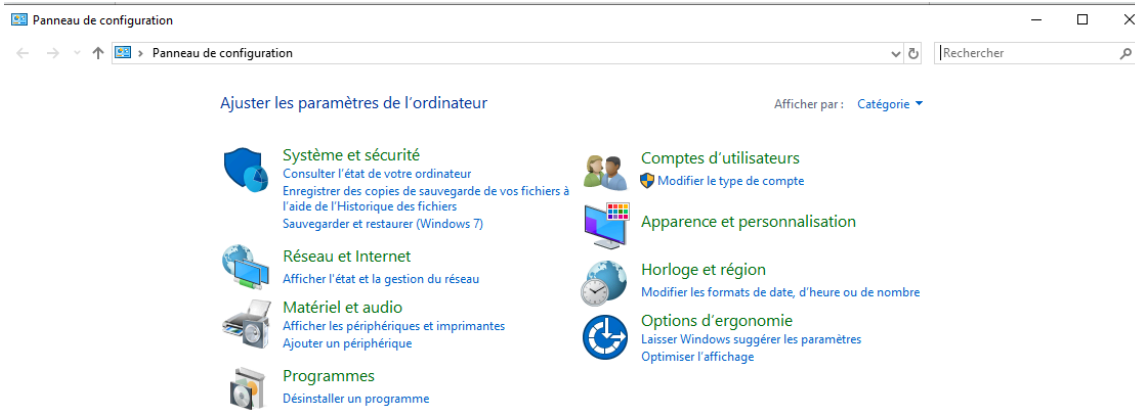 Panneau de configuration
Panneau de configuration
Rechercher
Ajuster les paramètres de l'ordinateur
Afficher par : Catégorie
Système et sécurité
Consulter l'état de votre ordinateur
Enregistrer des copies de sauvegarde de vos fichiers à
l'aide de l'Historique des fichiers
Sauvegarder et restaurer (Windows 7)
Réseau et Internet
Afficher l'état et la gestion du réseau
Matériel et audio
Afficher les périphériques et imprimantes
Ajouter un périphérique
Programmes
Désinstaller un programme
Comptes d'utilisateurs
Modifier le type de compte
Apparence et personnalisation
Horloge et région
Modifier les formats de date, d'heure ou de nombre
Options d'ergonomie
Laisser Windows suggérer les paramètres
Optimiser l'affichage